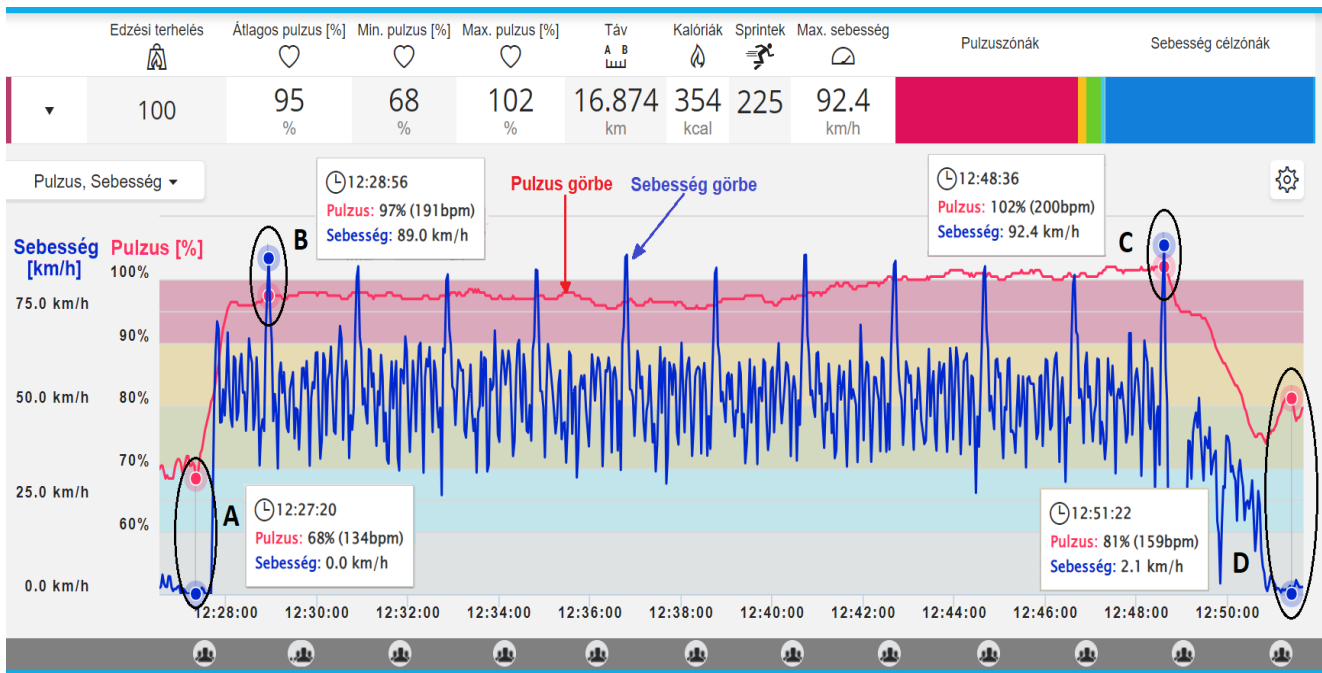 Edzési terhelés
Átlagos pulzus [%]
Min. pulzus [%]
Max. pulzus [%]
Táv
Kalóriák
Sprintek
Max. sebesség
Pulzuszónák
Sebesség célzónák
A B
100
95
%
68
%
102
%
16.874
km
354
kcal
225
92.4
km/h
Pulzus, Sebesség
12:28:56
Pulzus: 97% (191bpm)
Sebesség: 89.0 km/h
B
Pulzus görbe
Sebesség görbe
12:48:36
Pulzus: 102% (200bpm)
Sebesség: 92.4 km/h
C
Sebesség
[km/h]
Pulzus [%]
100%
75.0 km/h
90%
50.0 km/h
80%
70%
25.0 km/h
60%
0.0 km/h
A
12:27:20
Pulzus: 68% (134bpm)
Sebesség: 0.0 km/h
12:51:22
Pulzus: 81% (159bpm)
Sebesség: 2.1 km/h
D
12:28:00
12:30:00
12:32:00
12:34:00
12:36:00
12:38:00
12:40:00
12:42:00
12:44:00
12:46:00
12:48:00
12:50:00